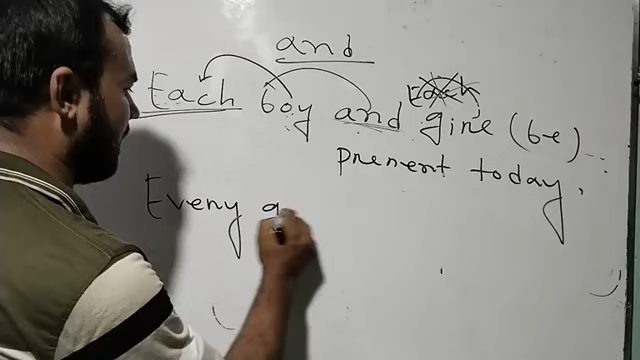 and
Each boy and girl (be)
present today.
Every g